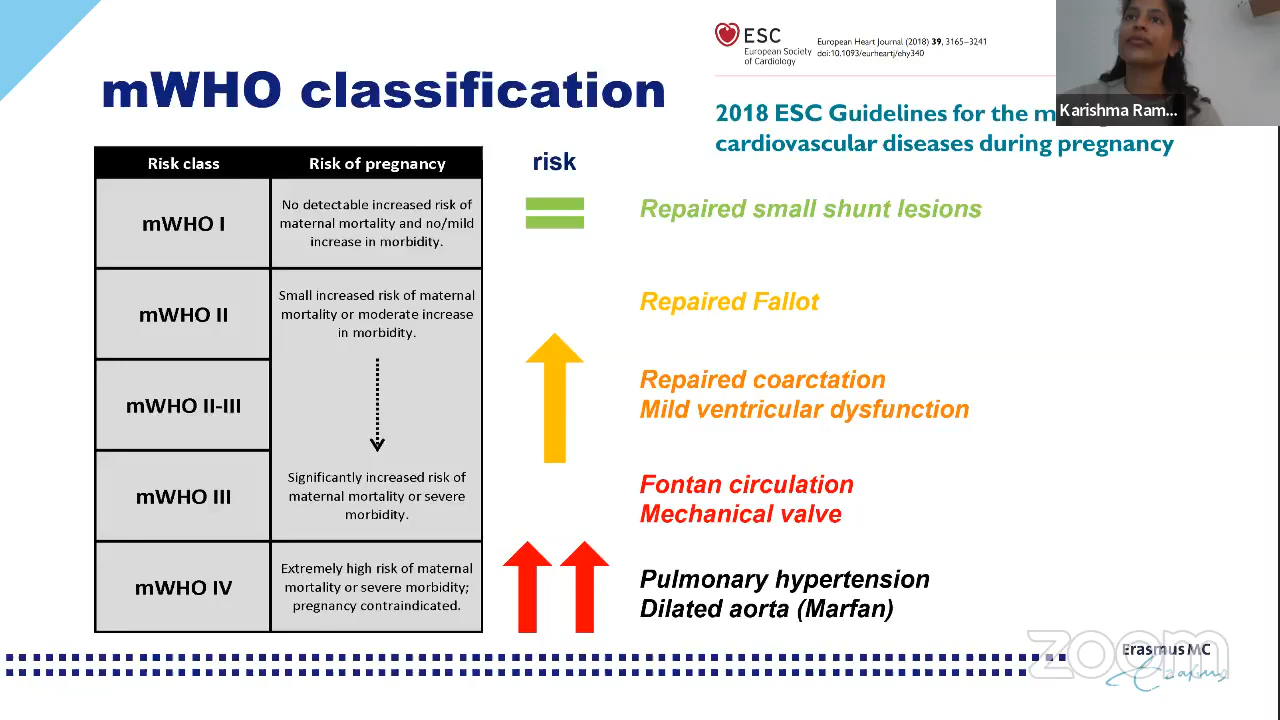 mWHO classification
ESC
European Society
of Cardiology
European Heart Journal (2018) 39, 3165–3241
doi:10.1093/eurheartj/ehy340
2018 ESC Guidelines for the
cardiovascular diseases during pregnancy
Karishma Ram...
Risk class
Risk of pregnancy
risk
mWHO I
No detectable increased risk of
maternal mortality and no/mild
increase in morbidity.
Repaired small shunt lesions
mWHO II
Small increased risk of maternal
mortality or moderate increase
in morbidity.
Repaired Fallot
mWHO II-III
Repaired coarctation
Mild ventricular dysfunction
mWHO III
Significantly increased risk of
maternal mortality or severe
morbidity.
Fontan circulation
Mechanical valve
mWHO IV
Extremely high risk of maternal
mortality or severe morbidity;
pregnancy contraindicated.
Pulmonary hypertension
Dilated aorta (Marfan)
zoom
Erasmus MC
Erasmus